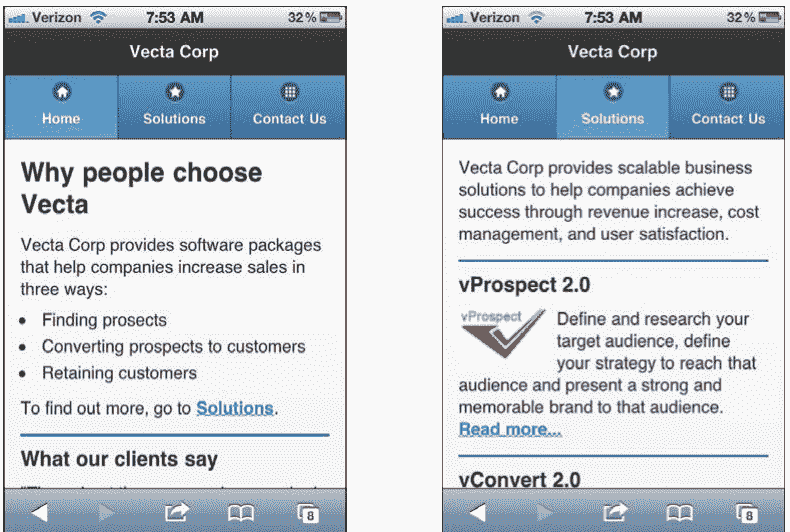 Verizon 7:53 AM 32%
Vecta Corp
Home Solutions Contact Us
Why people choose
Vecta
Vecta Corp provides software packages
that help companies increase sales in
three ways:
Finding prosects
Converting prospects to customers
Retaining customers
To find out more, go to Solutions.
What our clients say
8
Verizon 7:53 AM 32%
Vecta Corp
Home Solutions Contact Us
Vecta Corp provides scalable business
solutions to help companies achieve
success through revenue increase, cost
management, and user satisfaction.
vProspect 2.0
vProspect
Define and research your
target audience, define
your strategy to reach that
audience and present a strong and
memorable brand to that audience.
Read more...
vConvert 2.0
8